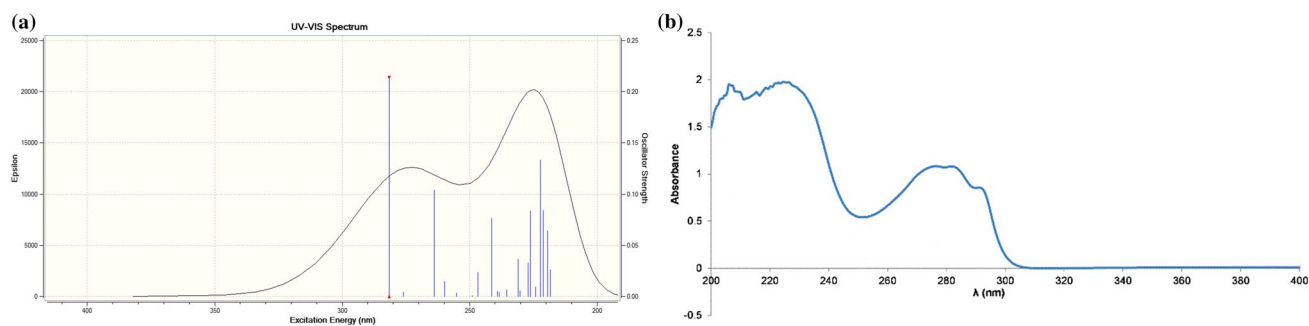 (a)
UV-VIS Spectrum
25000
20000
15000
10000
5000
0
Epsilon
0.25
0.20
0.15
0.10
0.05
0.00
Oscillator Strength
400
350
300
250
200
Excitation Energy (nm)
(b)
2.5
2
1.5
1
0.5
0
-0.5
Absorbance
200 220 240 260 280 300 320 340 360 380 400
λ (nm)